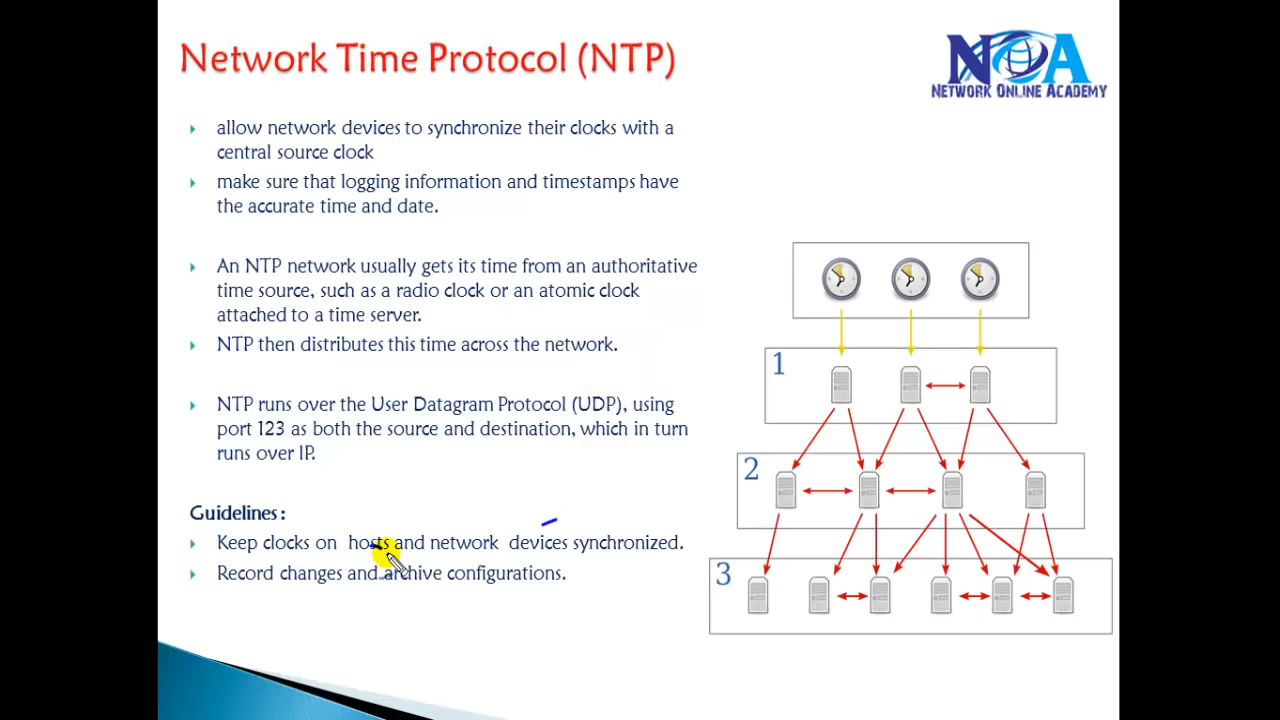 Network Time Protocol (NTP)
NOA
NETWORK ONLINE ACADEMY
allow network devices to synchronize their clocks with a
central source clock
make sure that logging information and timestamps have
the accurate time and date.
An NTP network usually gets its time from an authoritative
time source, such as a radio clock or an atomic clock
attached to a time server.
NTP then distributes this time across the network.
NTP runs over the User Datagram Protocol (UDP), using
port 123 as both the source and destination, which in turn
runs over IP.
Guidelines :
Keep clocks on hosts and network devices synchronized.
Record changes and archive configurations.
1
2
3